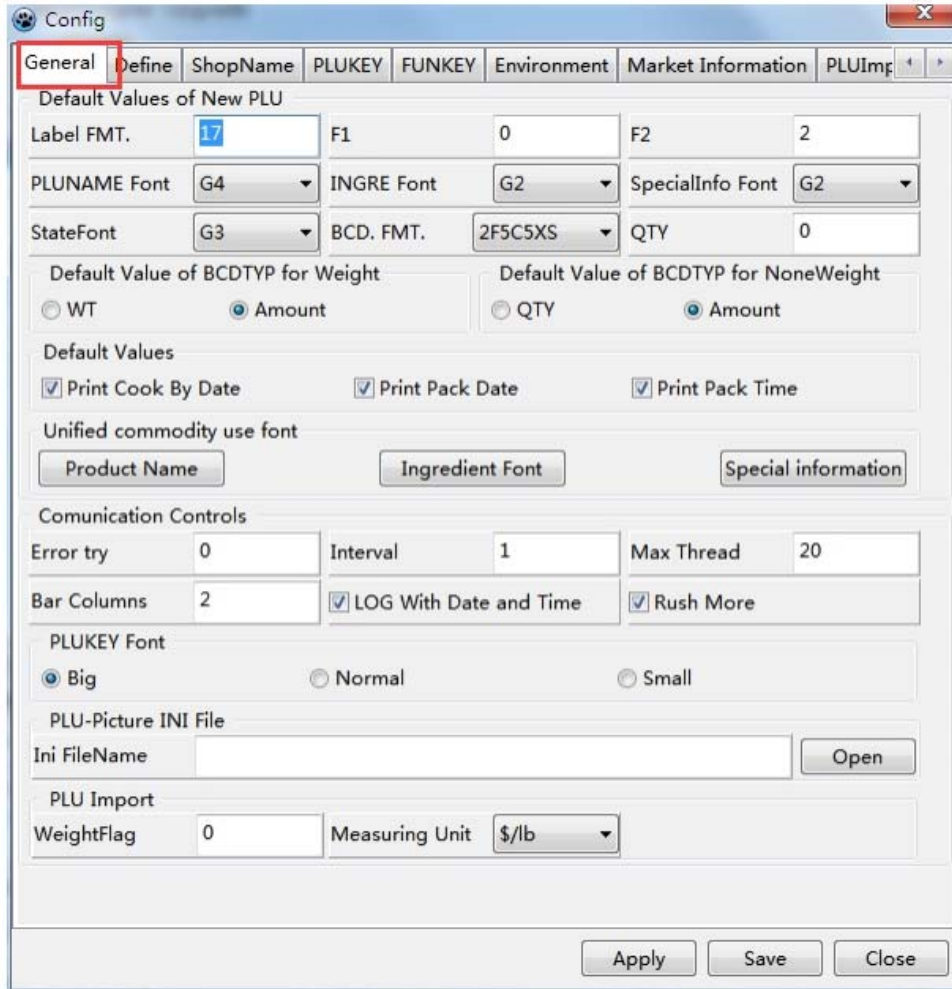 Config
General Define ShopName PLUKEY FUNKEY Environment Market Information PLUImp
Default Values of New PLU
Label FMT. 17 F1 0 F2 2
PLUNAME Font G4 INGRE Font G2 SpecialInfo Font G2
StateFont G3 BCD. FMT. 2F5C5XS QTY 0
Default Value of BCDTYP for Weight Default Value of BCDTYP for NoneWeight
WT Amount QTY Amount
Default Values
Print Cook By Date Print Pack Date Print Pack Time
Unified commodity use font
Product Name Ingredient Font Special information
Comunication Controls
Error try 0 Interval 1 Max Thread 20
Bar Columns 2 LOG With Date and Time Rush More
PLUKEY Font
Big Normal Small
PLU-Picture INI File
Ini FileName Open
PLU Import
WeightFlag 0 Measuring Unit $/lb
Apply Save Close